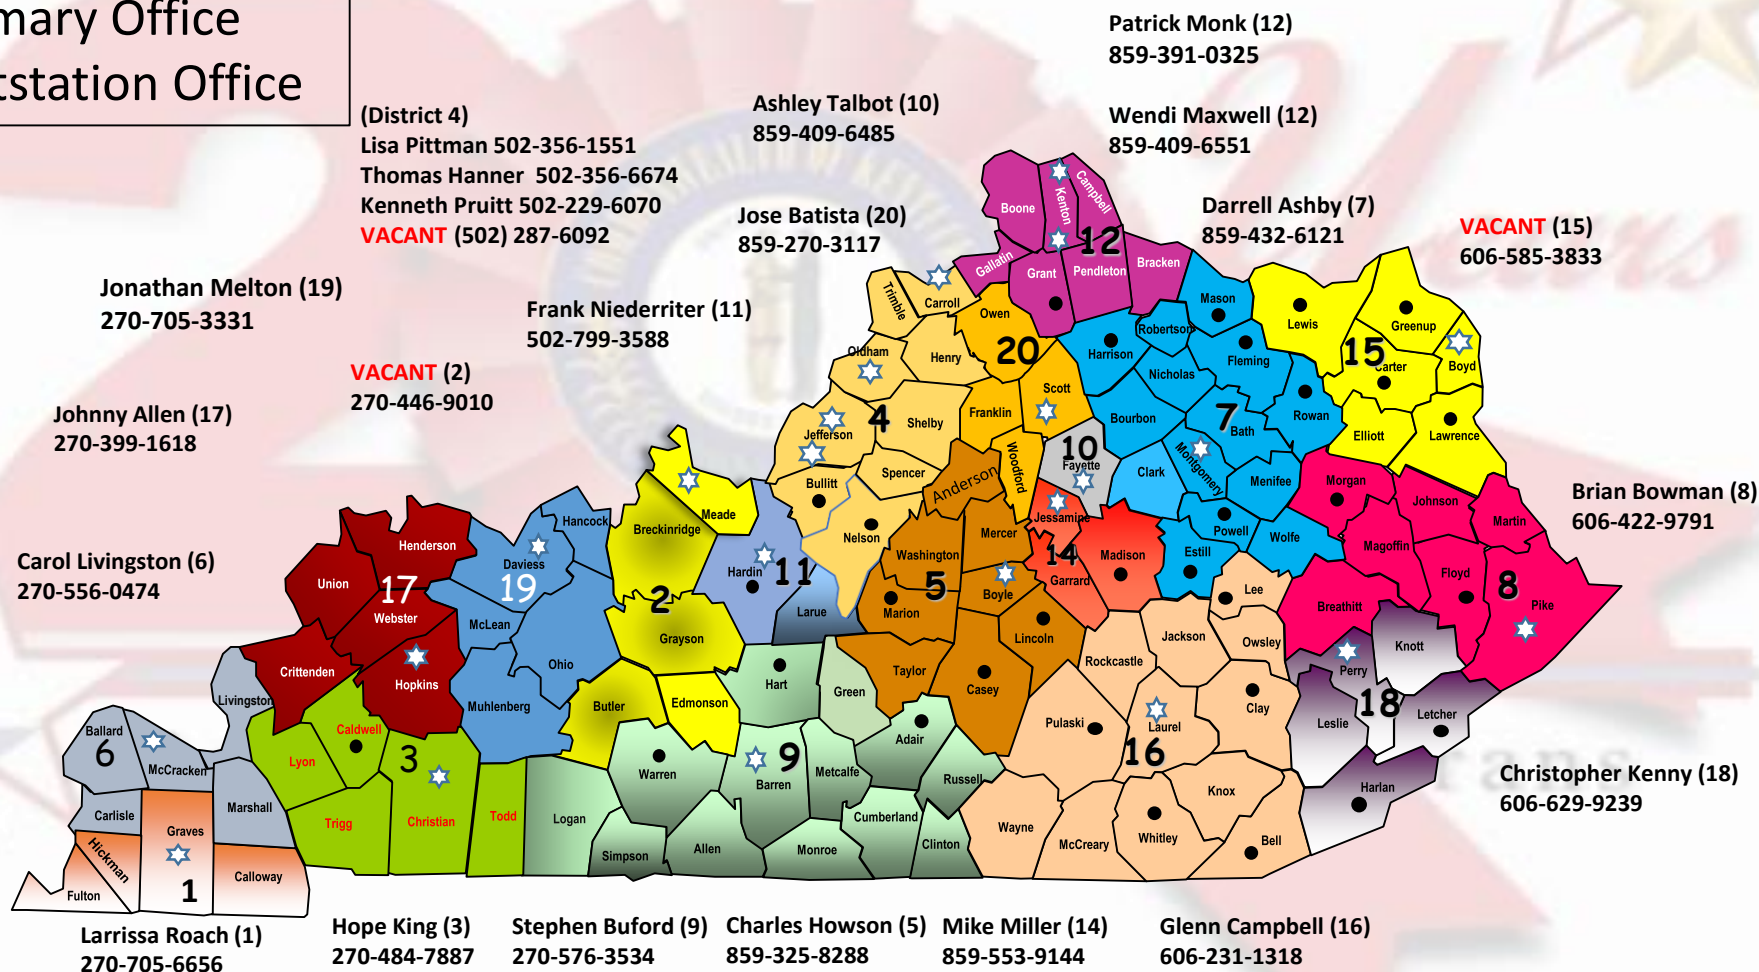 mary Office
tstation Office
Patrick Monk (12)
859-391-0325
(District 4)
Lisa Pittman 502-356-1551
Thomas Hanner 502-356-6674
Kenneth Pruitt 502-229-6070
VACANT (502) 287-6092
Ashley Talbot (10)
859-409-6485
Wendi Maxwell (12)
859-409-6551
Jose Batista (20)
859-270-3117
Darrell Ashby (7)
859-432-6121
VACANT (15)
606-585-3833
Jonathan Melton (19)
270-705-3331
Frank Niederriter (11)
502-799-3588
VACANT (2)
270-446-9010
Johnny Allen (17)
270-399-1618
Carol Livingston (6)
270-556-0474
Brian Bowman (8)
606-422-9791
Christopher Kenny (18)
606-629-9239
Boone
Kenton
Campbell
12
Gallatin
Grant
Pendleton
Bracken
Trimble
Carroll
Owen
20
Oldham
Henry
Scott
Franklin
Woodford
4
Jefferson
Shelby
Spencer
Bullitt
Nelson
Anderson
Mason
Robertson
Harrison
Fleming
Nicholas
Bourbon
7
Bath
Rowan
Montgomery
Clark
Menifee
Powell
Wolfe
Estill
10
Fayette
Jessamine
14
Garrard
Madison
Lewis
Greenup
15
Carter
Boyd
Elliott
Lawrence
Morgan
Johnson
Martin
Magoffin
Floyd
8
Pike
Breathitt
Knott
Perry
18
Leslie
Letcher
Harlan
Mercer
Washington
5
Boyle
Marion
Lincoln
Taylor
Casey
Meade
Breckinridge
2
Grayson
Butler
Edmonson
Hardin
11
Larue
Hancock
Daviess
19
McLean
Ohio
Muhlenberg
Henderson
Union
17
Webster
Crittenden
Hopkins
Livingston
Ballard
6
McCracken
Carlisle
Marshall
Caldwell
Lyon
3
Trigg
Christian
Todd
Graves
Hickman
Fulton
1
Calloway
Logan
Simpson
Warren
Allen
Hart
Green
9
Barren
Metcalfe
Monroe
Adair
Russell
Cumberland
Clinton
Lee
Jackson
Owsley
Rockcastle
Pulaski
Laurel
Clay
16
Knox
Wayne
McCreary
Whitley
Bell
Larrissa Roach (1)
270-705-6656
Hope King (3)
270-484-7887
Stephen Buford (9)
270-576-3534
Charles Howson (5)
859-325-8288
Mike Miller (14)
859-553-9144
Glenn Campbell (16)
606-231-1318